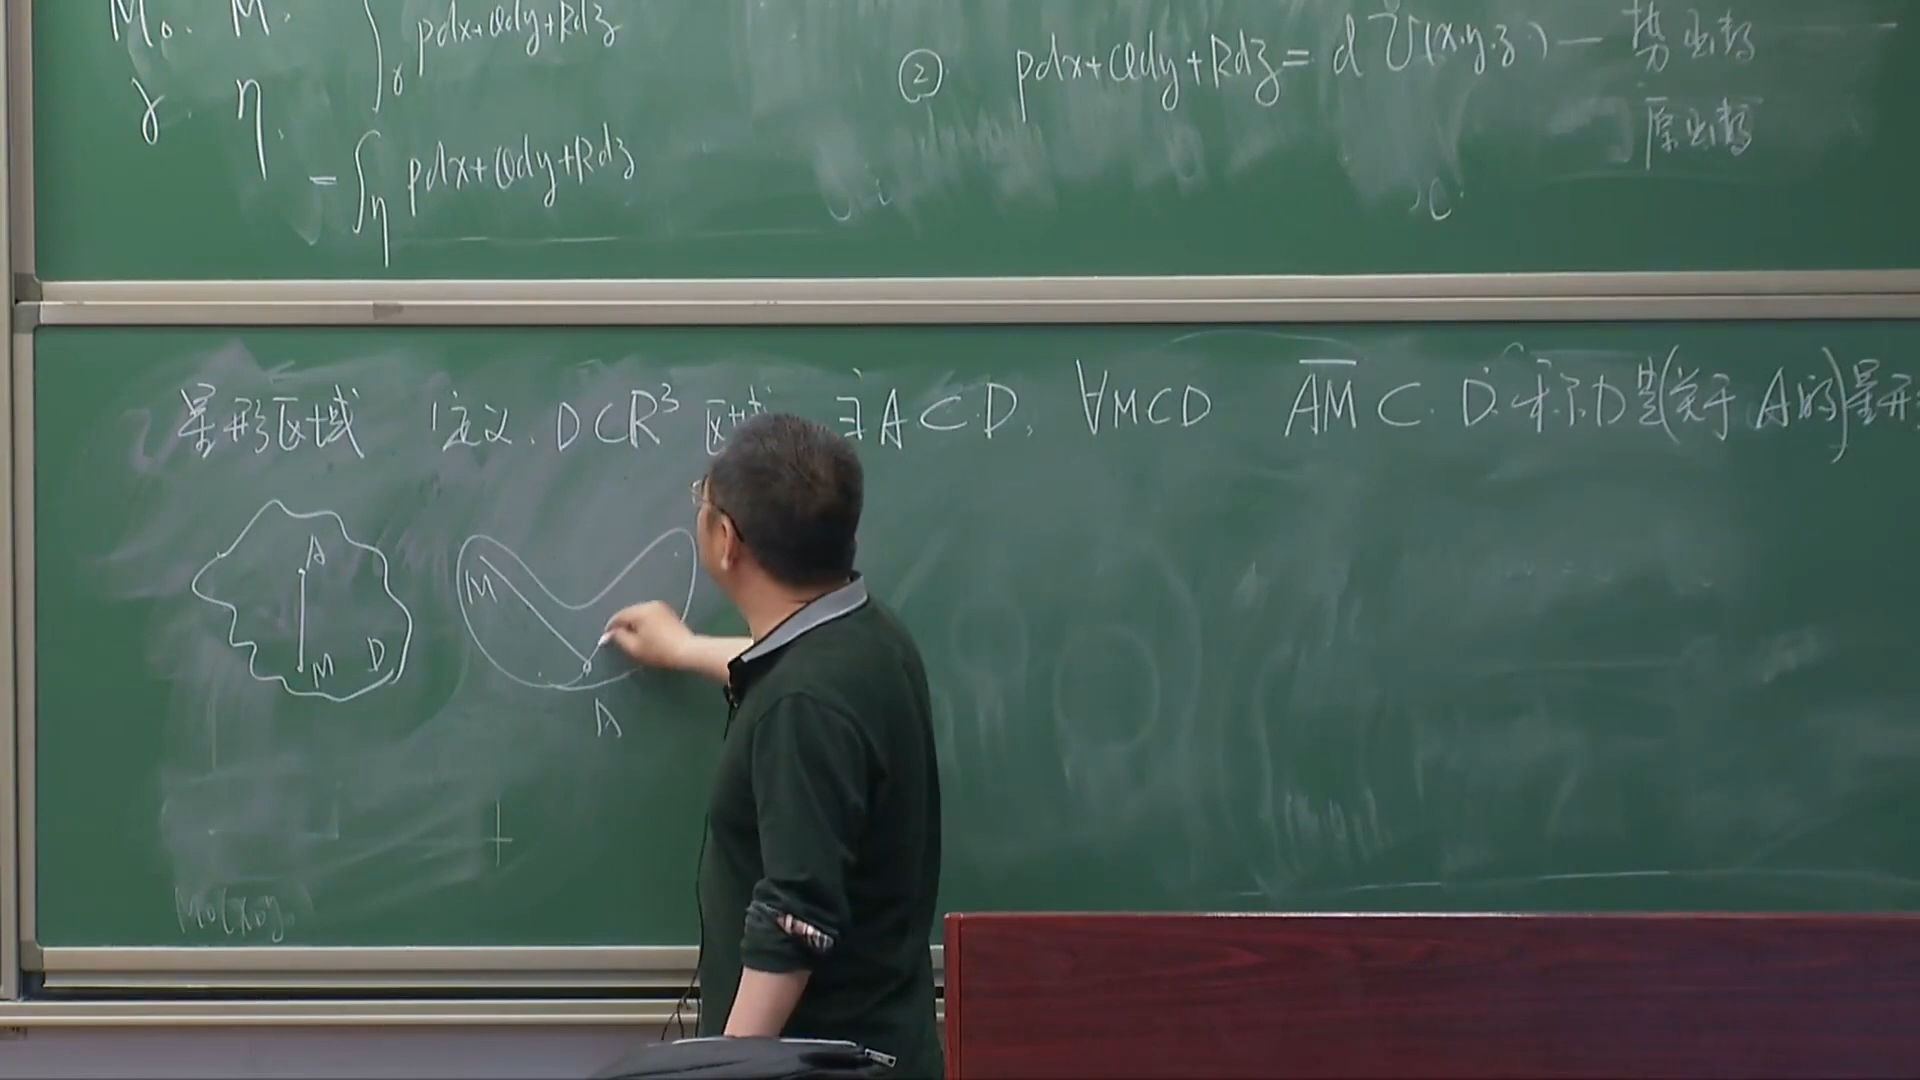 M₀. M.
∫_γ pdx+Qdy+Rdz
γ. η.
= ∫_η pdx+Qdy+Rdz
② pdx+Qdy+Rdz = dU(x.y.z) — 势函数
原函数
星形区域 定义. D⊂R³ 区域 ∃A⊂D, ∀M⊂D A̅M̅ ⊂ D. 称D是(关于A的)星形
A
M D
M
A
M₀(x₀y₀